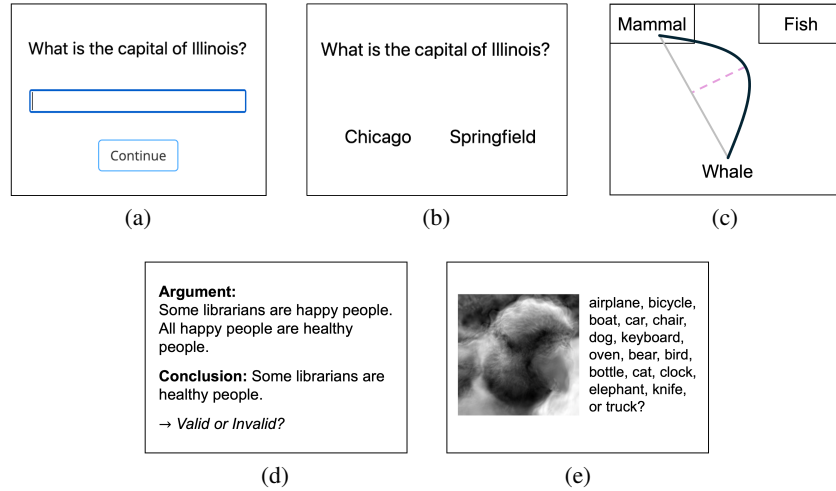 What is the capital of Illinois?
Continue
(a)
What is the capital of Illinois?
Chicago Springfield
(b)
Mammal Fish
Whale
(c)
Argument:
Some librarians are happy people.
All happy people are healthy
people.
Conclusion: Some librarians are
healthy people.
→ Valid or Invalid?
(d)
airplane, bicycle,
boat, car, chair,
dog, keyboard,
oven, bear, bird,
bottle, cat, clock,
elephant, knife,
or truck?
(e)